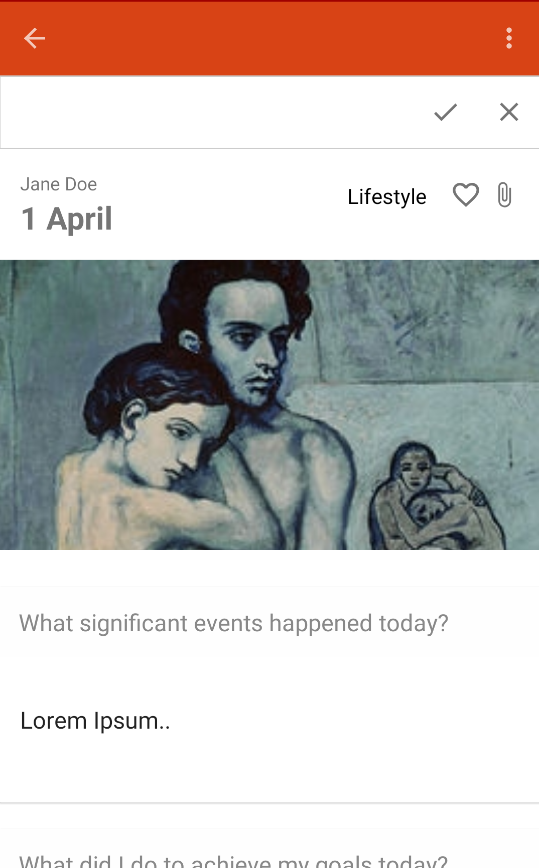 Jane Doe
1 April
Lifestyle
What significant events happened today?
Lorem Ipsum..
What did I do to achieve my goals today?